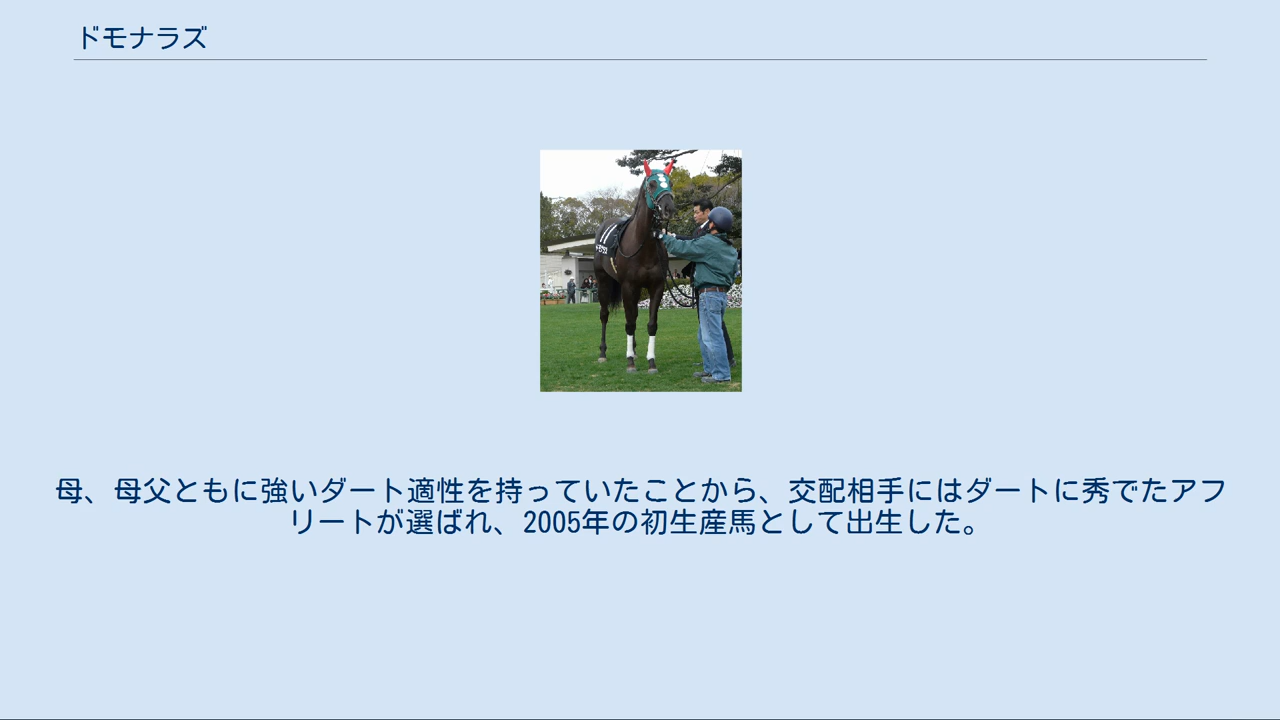 ドモナラズ
母、母父ともに強いダート適性を持っていたことから、交配相手にはダートに秀でたアフ
リートが選ばれ、2005年の初生産馬として出生した。